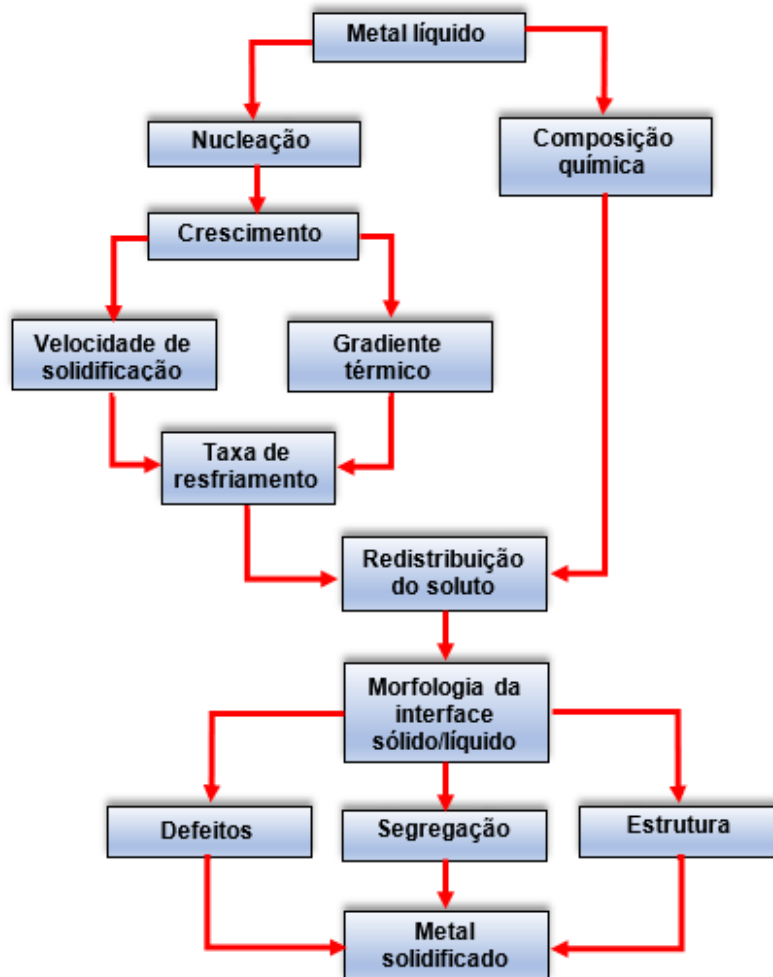 Metal líquido
Nucleação
Composição
química
Crescimento
Velocidade de
solidificação
Gradiente
térmico
Taxa de
resfriamento
Redistribuição
do soluto
Morfologia da
interface
sólido/líquido
Defeitos
Segregação
Estrutura
Metal
solidificado